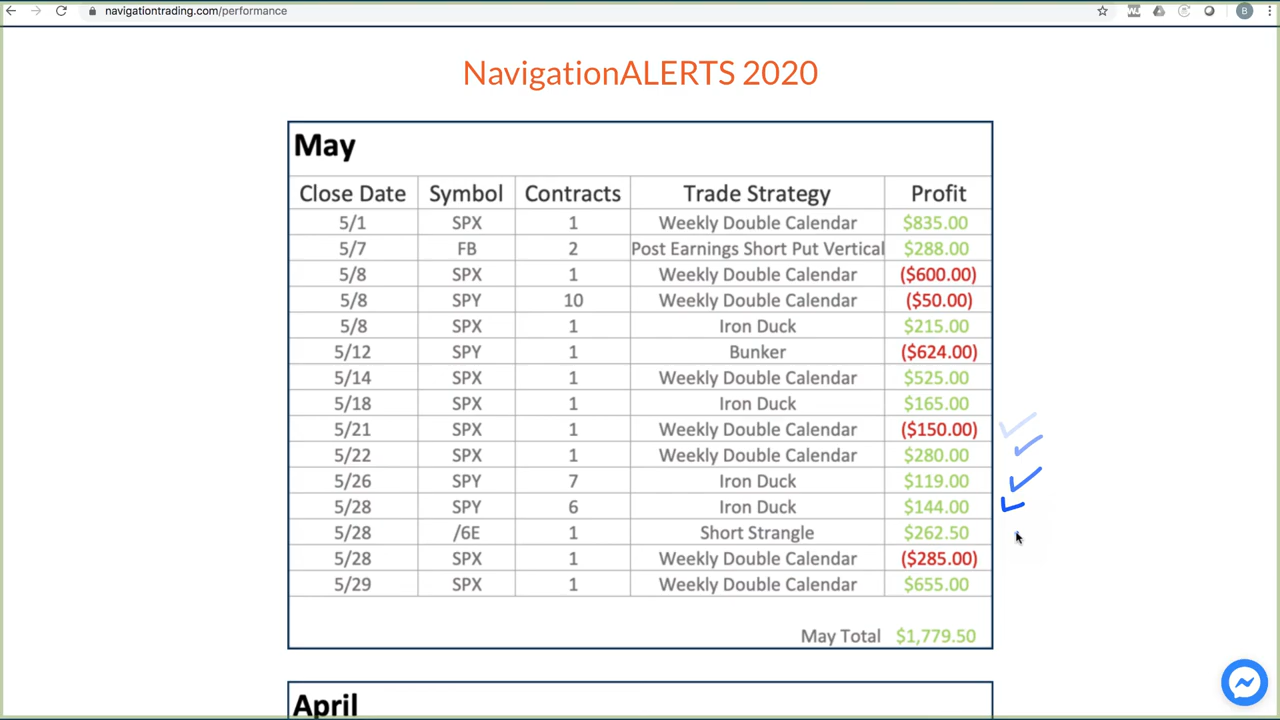 navigationtrading.com/performance
B
NavigationALERTS 2020
May
Close Date Symbol Contracts Trade Strategy Profit
5/1 SPX 1 Weekly Double Calendar $835.00
5/7 FB 2 Post Earnings Short Put Vertical $288.00
5/8 SPX 1 Weekly Double Calendar ($600.00)
5/8 SPY 10 Weekly Double Calendar ($50.00)
5/8 SPX 1 Iron Duck $215.00
5/12 SPY 1 Bunker ($624.00)
5/14 SPX 1 Weekly Double Calendar $525.00
5/18 SPX 1 Iron Duck $165.00
5/21 SPX 1 Weekly Double Calendar ($150.00)
5/22 SPX 1 Weekly Double Calendar $280.00
5/26 SPY 7 Iron Duck $119.00
5/28 SPY 6 Iron Duck $144.00
5/28 /6E 1 Short Strangle $262.50
5/28 SPX 1 Weekly Double Calendar ($285.00)
5/29 SPX 1 Weekly Double Calendar $655.00
May Total $1,779.50
April